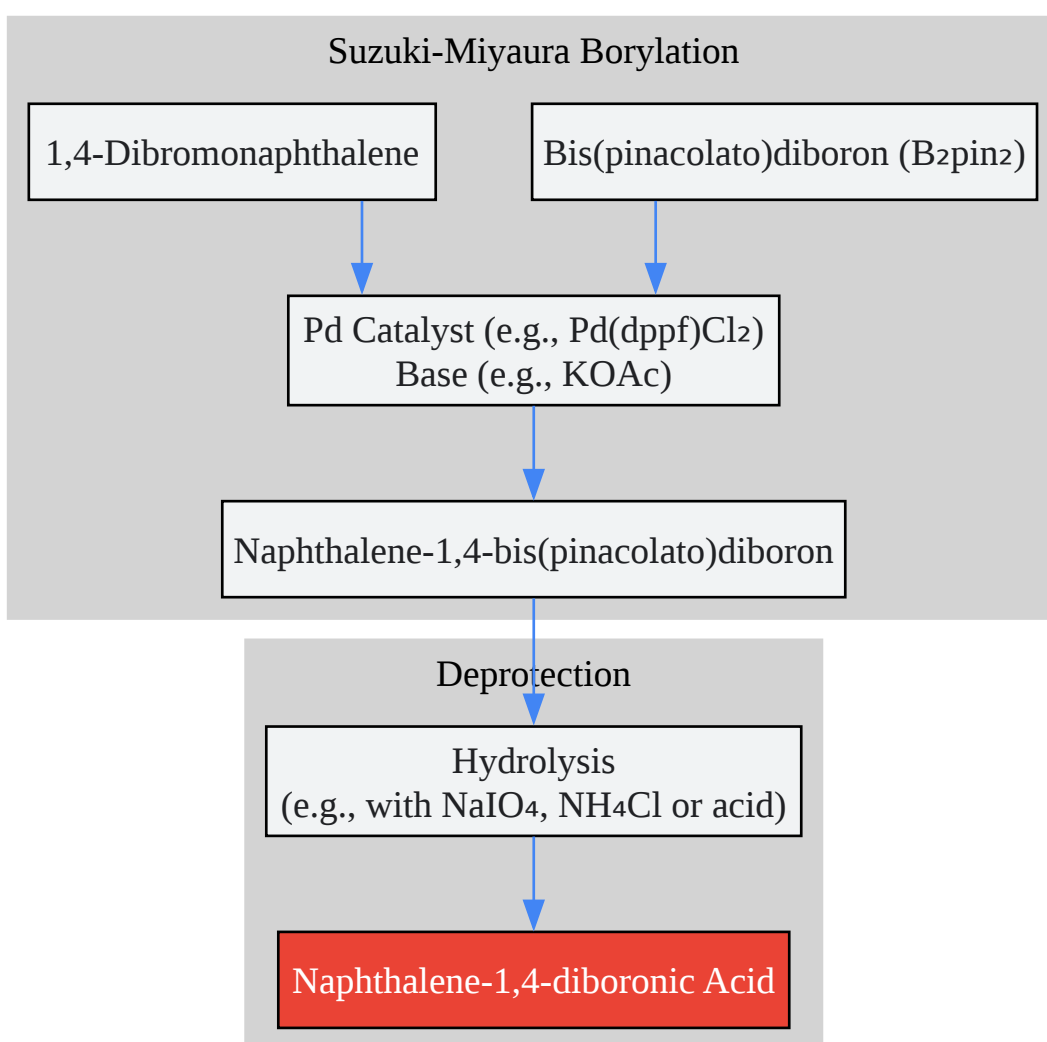 Suzuki-Miyaura Borylation
1,4-Dibromonaphthalene
Bis(pinacolato)diboron (B₂pin₂)
Pd Catalyst (e.g., Pd(dppf)Cl₂)
Base (e.g., KOAc)
Naphthalene-1,4-bis(pinacolato)diboron
Deprotection
Hydrolysis
(e.g., with NaIO₄, NH₄Cl or acid)
Naphthalene-1,4-diboronic Acid